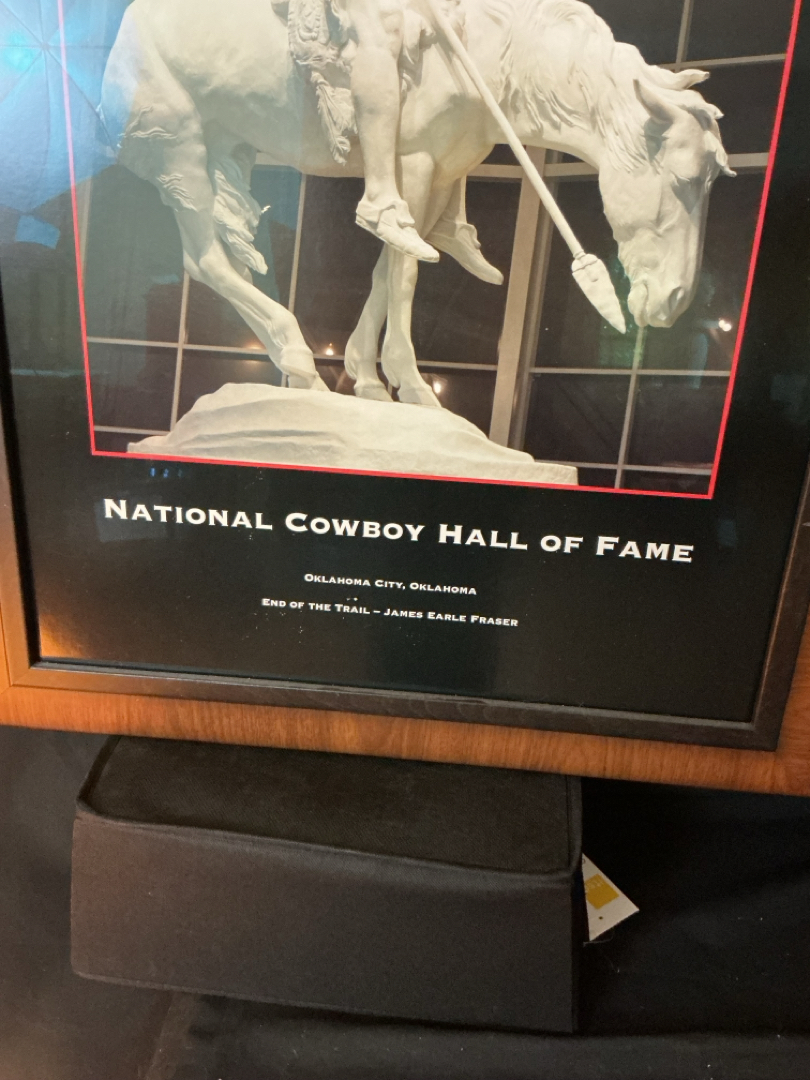 NATIONAL COWBOY HALL OF FAME
OKLAHOMA CITY, OKLAHOMA
END OF THE TRAIL – JAMES EARLE FRASER